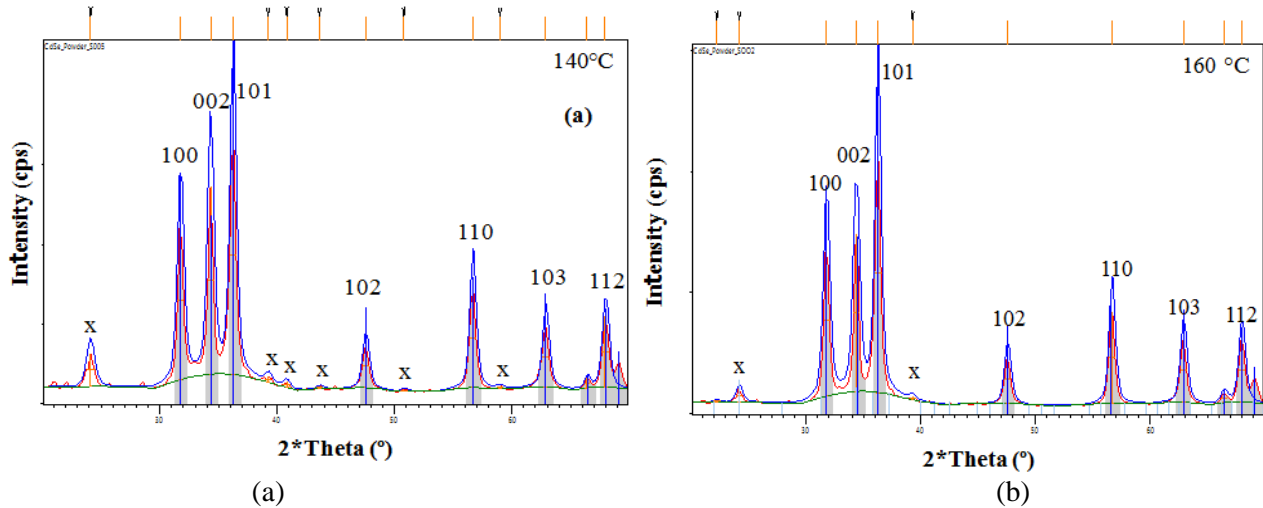 CdSe_Powder_S005
140°C
(a)
101
002
100
110
102
103
112
x
x
x
x
x
x
Intensity (cps)
30
40
50
60
2*Theta (º)
(a)
CdSe_Powder_SOO2
160 °C
101
002
100
110
102
103
112
x
x
Intensity (cps)
30
40
50
60
2*Theta (º)
(b)